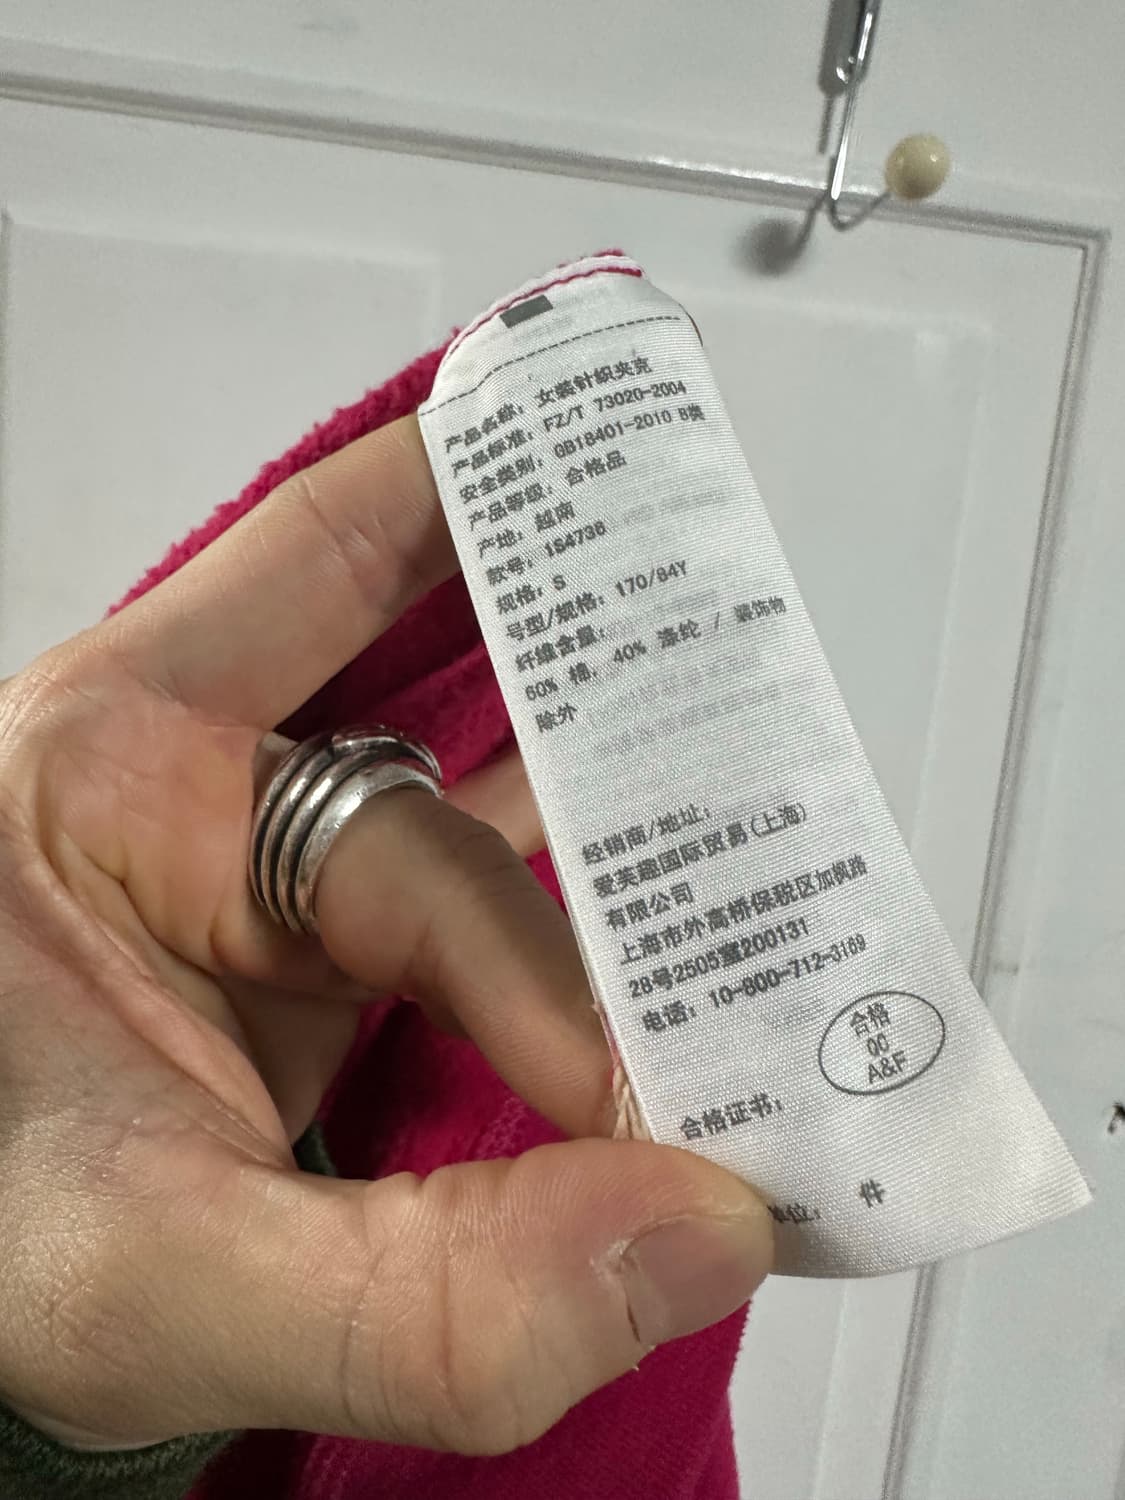 产品名称：女装针织夹克
产品标准：FZ/T 73020-2004
安全类别：GB18401-2010 B类
产品等级：合格品
产地：越南
款号：154736
规格：S
号型/规格：170/84Y
纤维含量：
60% 棉，40% 涤纶 / 装饰物
除外
经销商/地址：
爱芙趣国际贸易(上海)
有限公司
上海市外高桥保税区加枫路
28号2505室200131
电话：10-800-712-3169
合格
QC
A&F
合格证书：
单位： 件